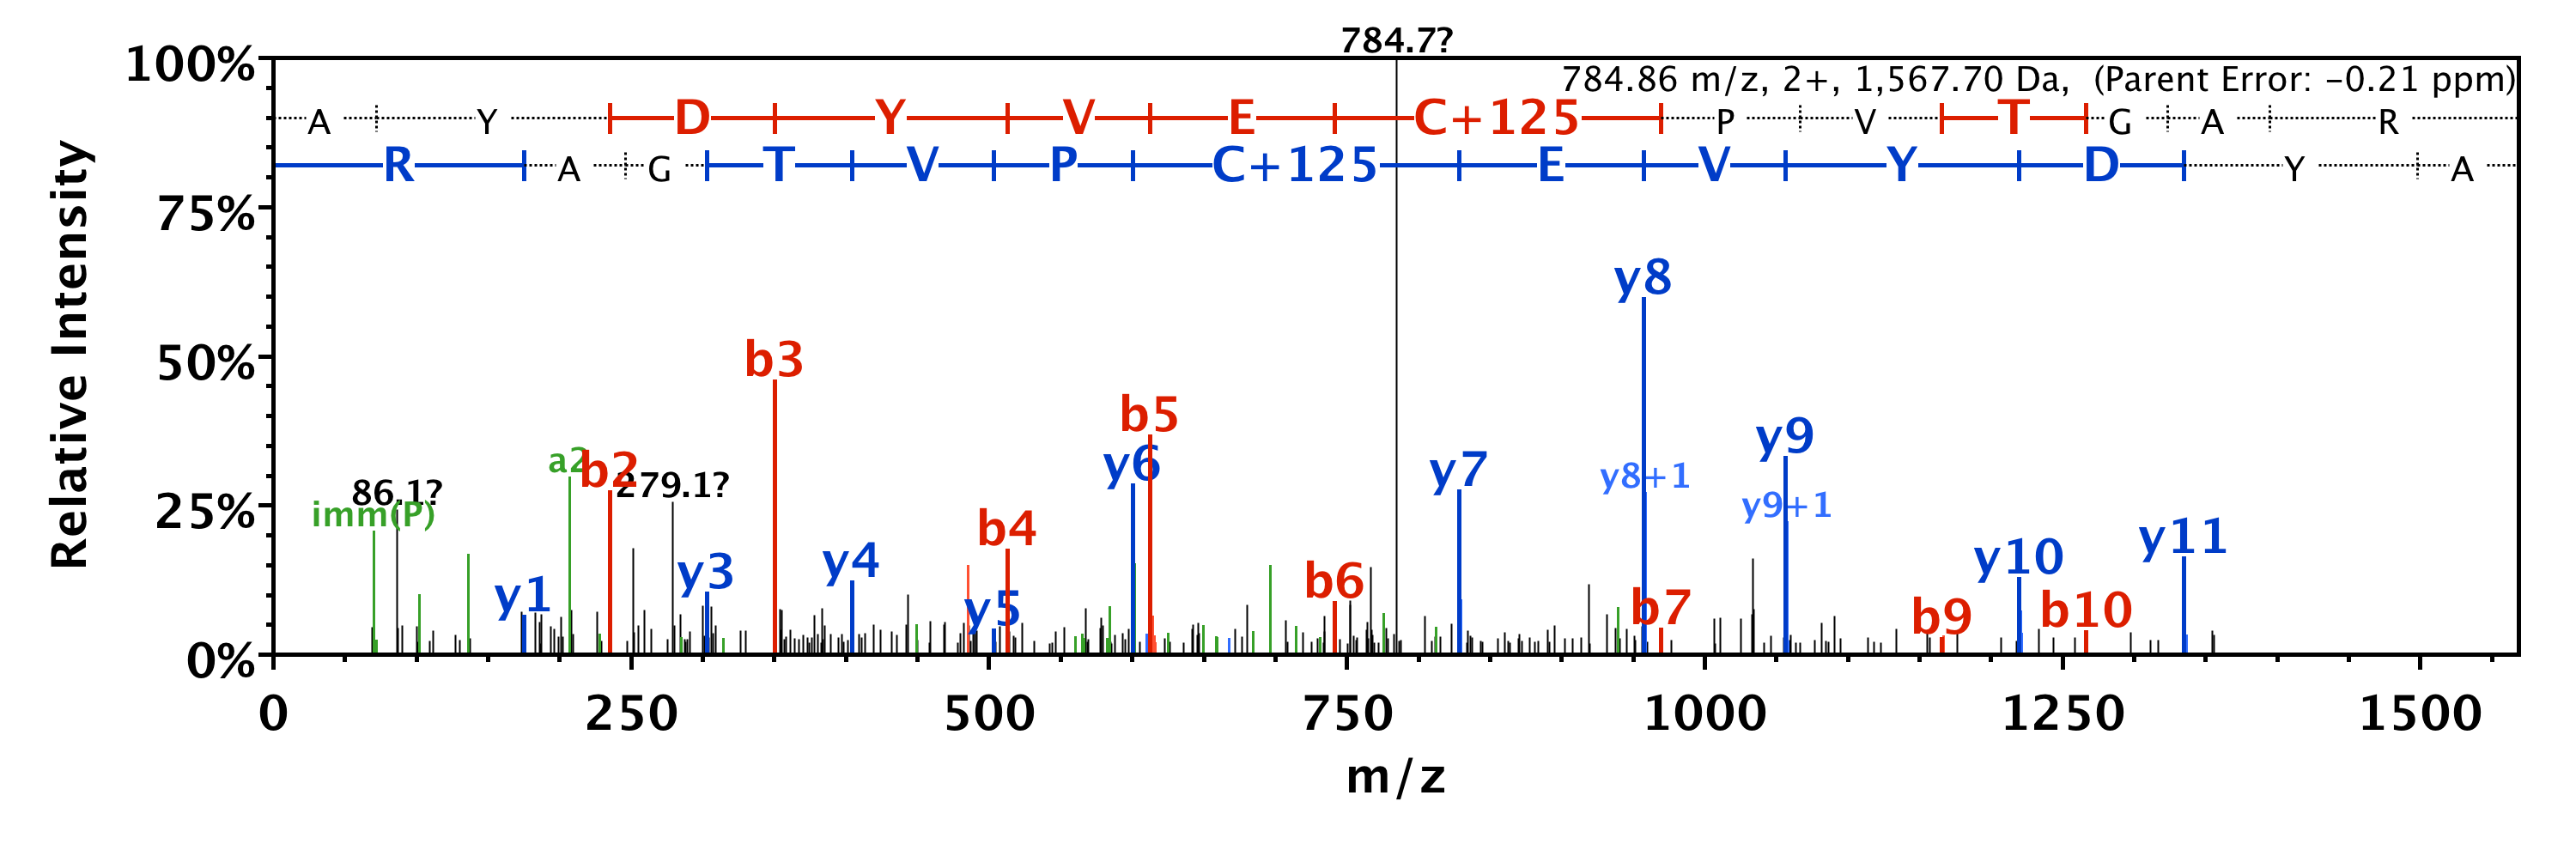 784.7?
100%
784.86 m/z, 2+, 1,567.70 Da, (Parent Error: −0.21 ppm)
A Y D Y V E C+125 P V T G A R
R A G T V P C+125 E V Y D Y A
75%
Relative Intensity
y8
50%
b3
b5
y9
a2 b2 y6 y7
86.1? 279.1? y8+1
imm(P) y9+1
25%
b4 y11
y4 y10
y3 b6
y1 y5 b7 b9 b10
0%
0 250 500 750 1000 1250 1500
m/z